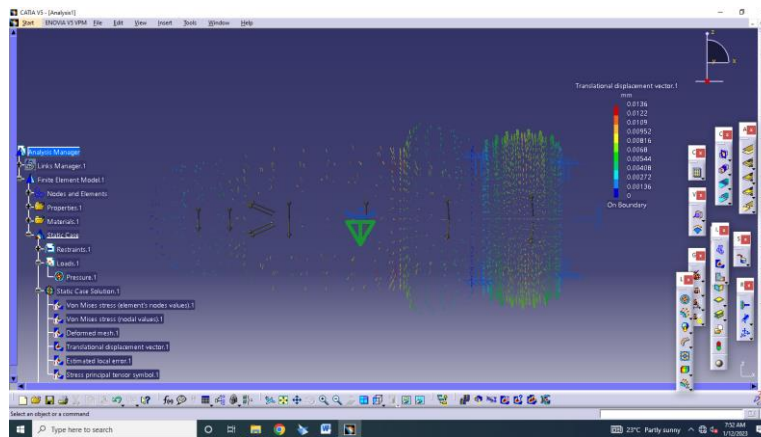 CATIA V5 - [Analysis1]
Start ENOVIA V5 VPM File Edit View Insert Tools Window Help
Translational displacement vector.1
mm
0.0136
0.0122
0.0109
0.00952
0.00816
0.0068
0.00544
0.00408
0.00272
0.00136
0
On Boundary
Analysis Manager
Links Manager.1
Finite Element Model.1
Nodes and Elements
Properties.1
Materials.1
Static Case
Restraints.1
Loads.1
Pressure.1
Static Case Solution.1
Von Mises stress (element's nodes values).1
Von Mises stress (nodal values).1
Deformed mesh.1
Translational displacement vector.1
Estimated local error.1
Stress principal tensor symbol.1
Select an object or a command
Type here to search
23°C Partly sunny
7:52 AM
1/12/2023